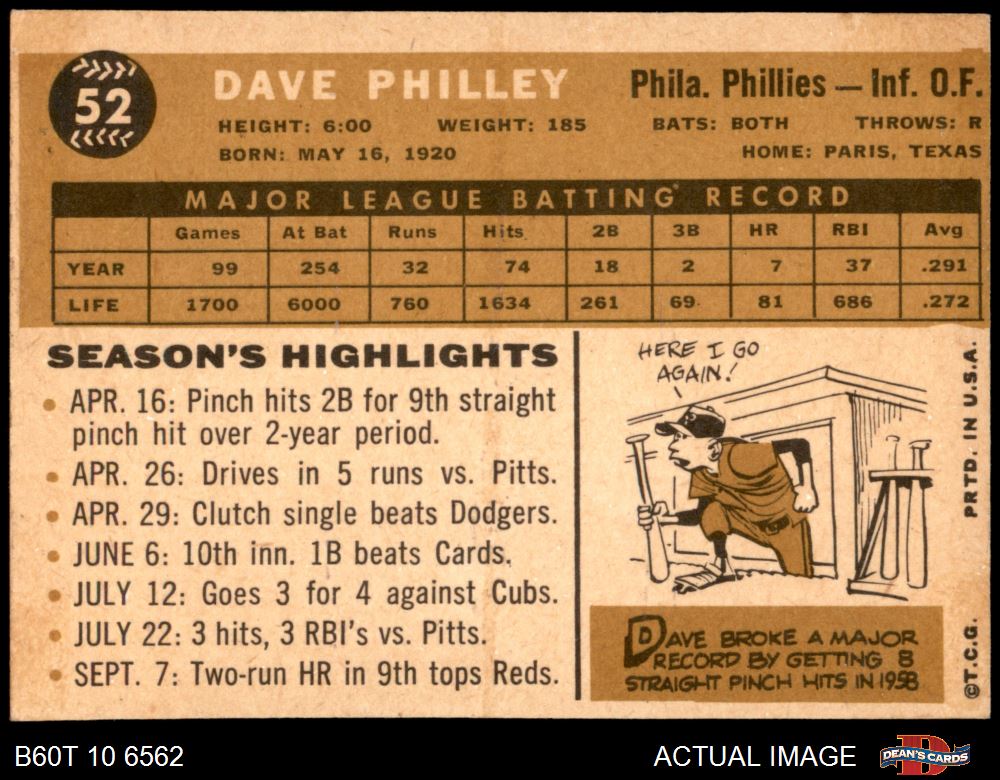 52
DAVE PHILLEY
Phila. Phillies — Inf. O.F.
HEIGHT: 6:00 WEIGHT: 185 BATS: BOTH THROWS: R
BORN: MAY 16, 1920 HOME: PARIS, TEXAS
MAJOR LEAGUE BATTING RECORD
Games At Bat Runs Hits 2B 3B HR RBI Avg
YEAR 99 254 32 74 18 2 7 37 .291
LIFE 1700 6000 760 1634 261 69 81 686 .272
SEASON'S HIGHLIGHTS
• APR. 16: Pinch hits 2B for 9th straight
pinch hit over 2-year period.
• APR. 26: Drives in 5 runs vs. Pitts.
• APR. 29: Clutch single beats Dodgers.
• JUNE 6: 10th inn. 1B beats Cards.
• JULY 12: Goes 3 for 4 against Cubs.
• JULY 22: 3 hits, 3 RBI's vs. Pitts.
• SEPT. 7: Two-run HR in 9th tops Reds.
HERE I GO
AGAIN!
DAVE BROKE A MAJOR
RECORD BY GETTING 8
STRAIGHT PINCH HITS IN 1958
©T.C.G. PRTD. IN U.S.A.
B60T 10 6562
ACTUAL IMAGE
DEAN'S CARDS